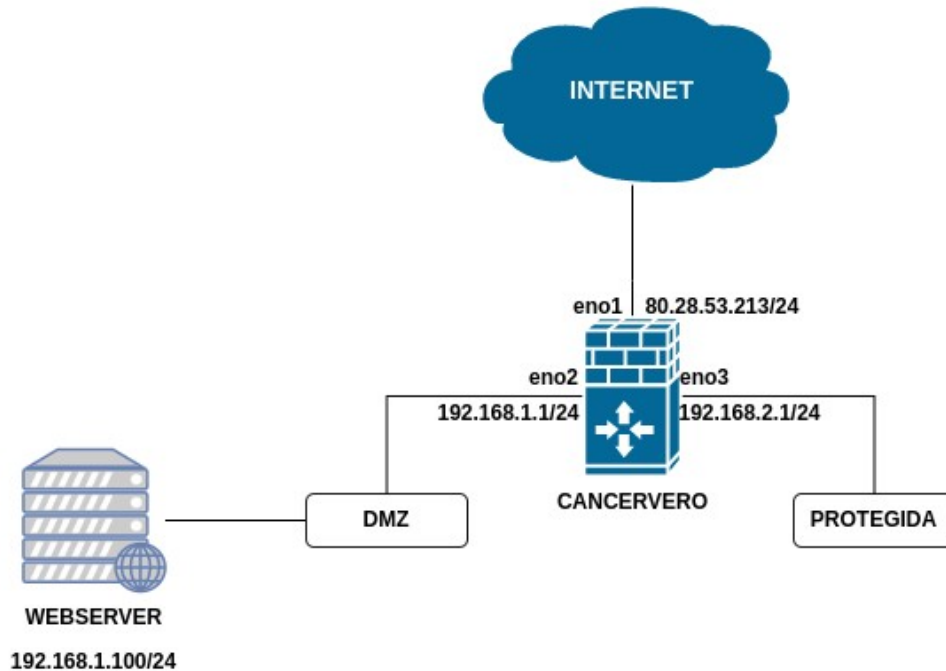 INTERNET
eno1 80.28.53.213/24
eno2
eno3
192.168.1.1/24
192.168.2.1/24
CANCERVERO
DMZ
PROTEGIDA
WEBSERVER
192.168.1.100/24